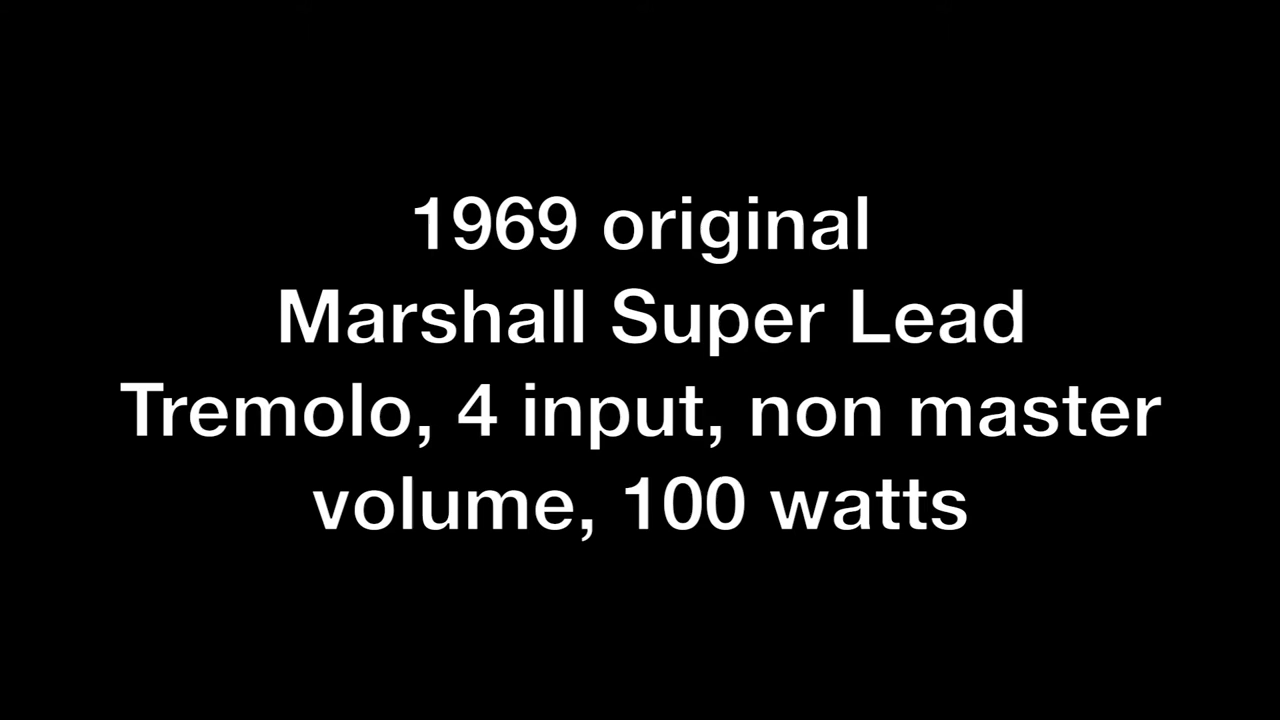 1969 original
Marshall Super Lead
Tremolo, 4 input, non master
volume, 100 watts